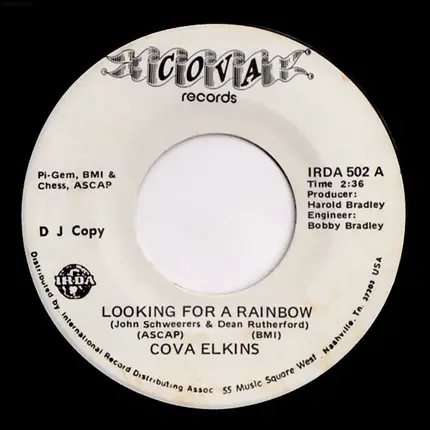 COVA
records
Pi-Gem, BMI &
Chess, ASCAP
D J Copy
IRDA 502 A
Time 2:36
Producer:
Harold Bradley
Engineer:
Bobby Bradley
IRDA
LOOKING FOR A RAINBOW
(John Schweerers & Dean Rutherford)
(ASCAP) (BMI)
COVA ELKINS
Distributed by International Record Distributing Assoc 55 Music Square West Nashville, Tn. 37203 USA